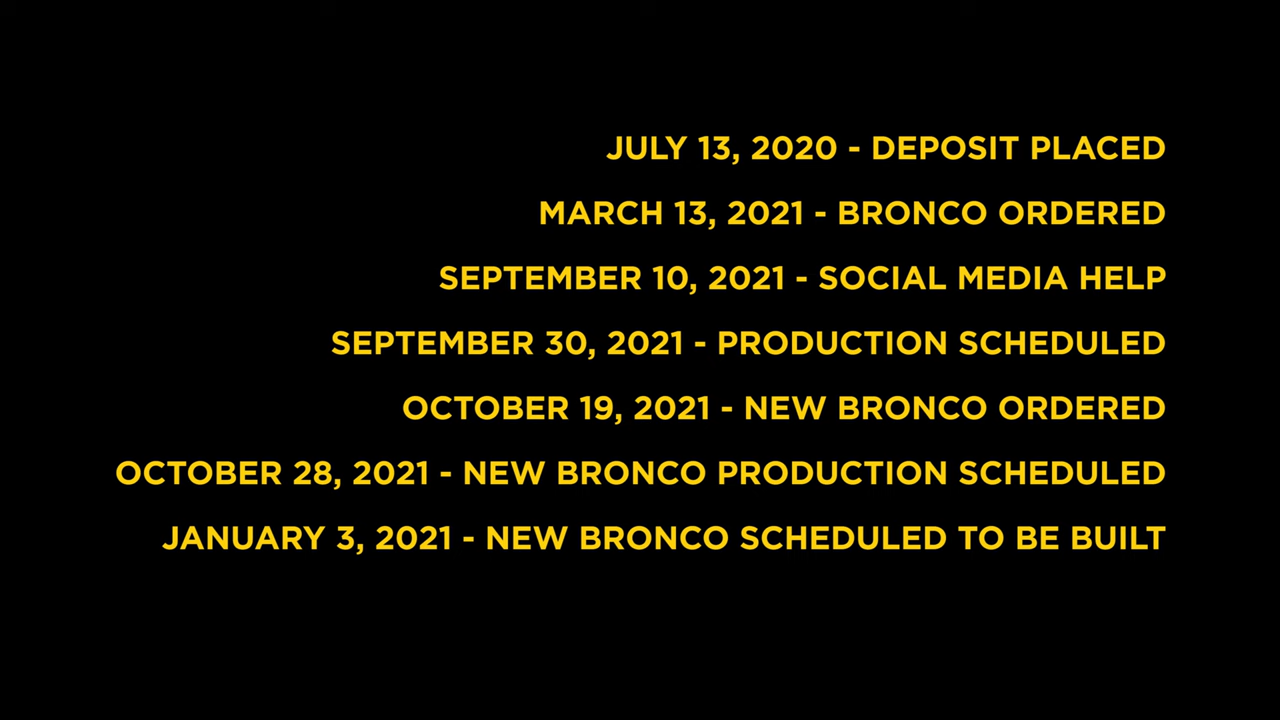 JULY 13, 2020 - DEPOSIT PLACED
MARCH 13, 2021 - BRONCO ORDERED
SEPTEMBER 10, 2021 - SOCIAL MEDIA HELP
SEPTEMBER 30, 2021 - PRODUCTION SCHEDULED
OCTOBER 19, 2021 - NEW BRONCO ORDERED
OCTOBER 28, 2021 - NEW BRONCO PRODUCTION SCHEDULED
JANUARY 3, 2021 - NEW BRONCO SCHEDULED TO BE BUILT